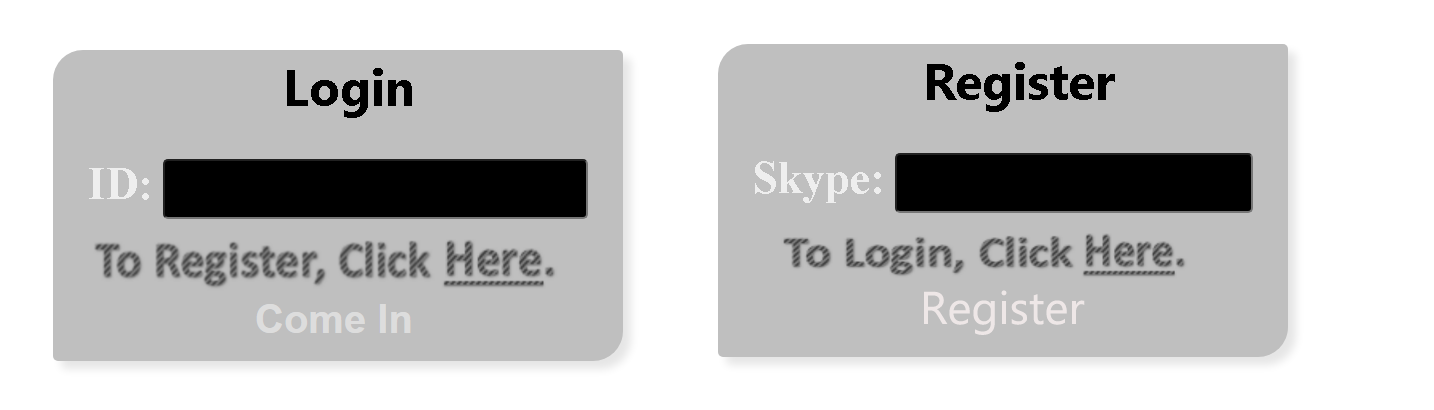 Login
ID:
To Register, Click Here.
Come In
Register
Skype:
To Login, Click Here.
Register